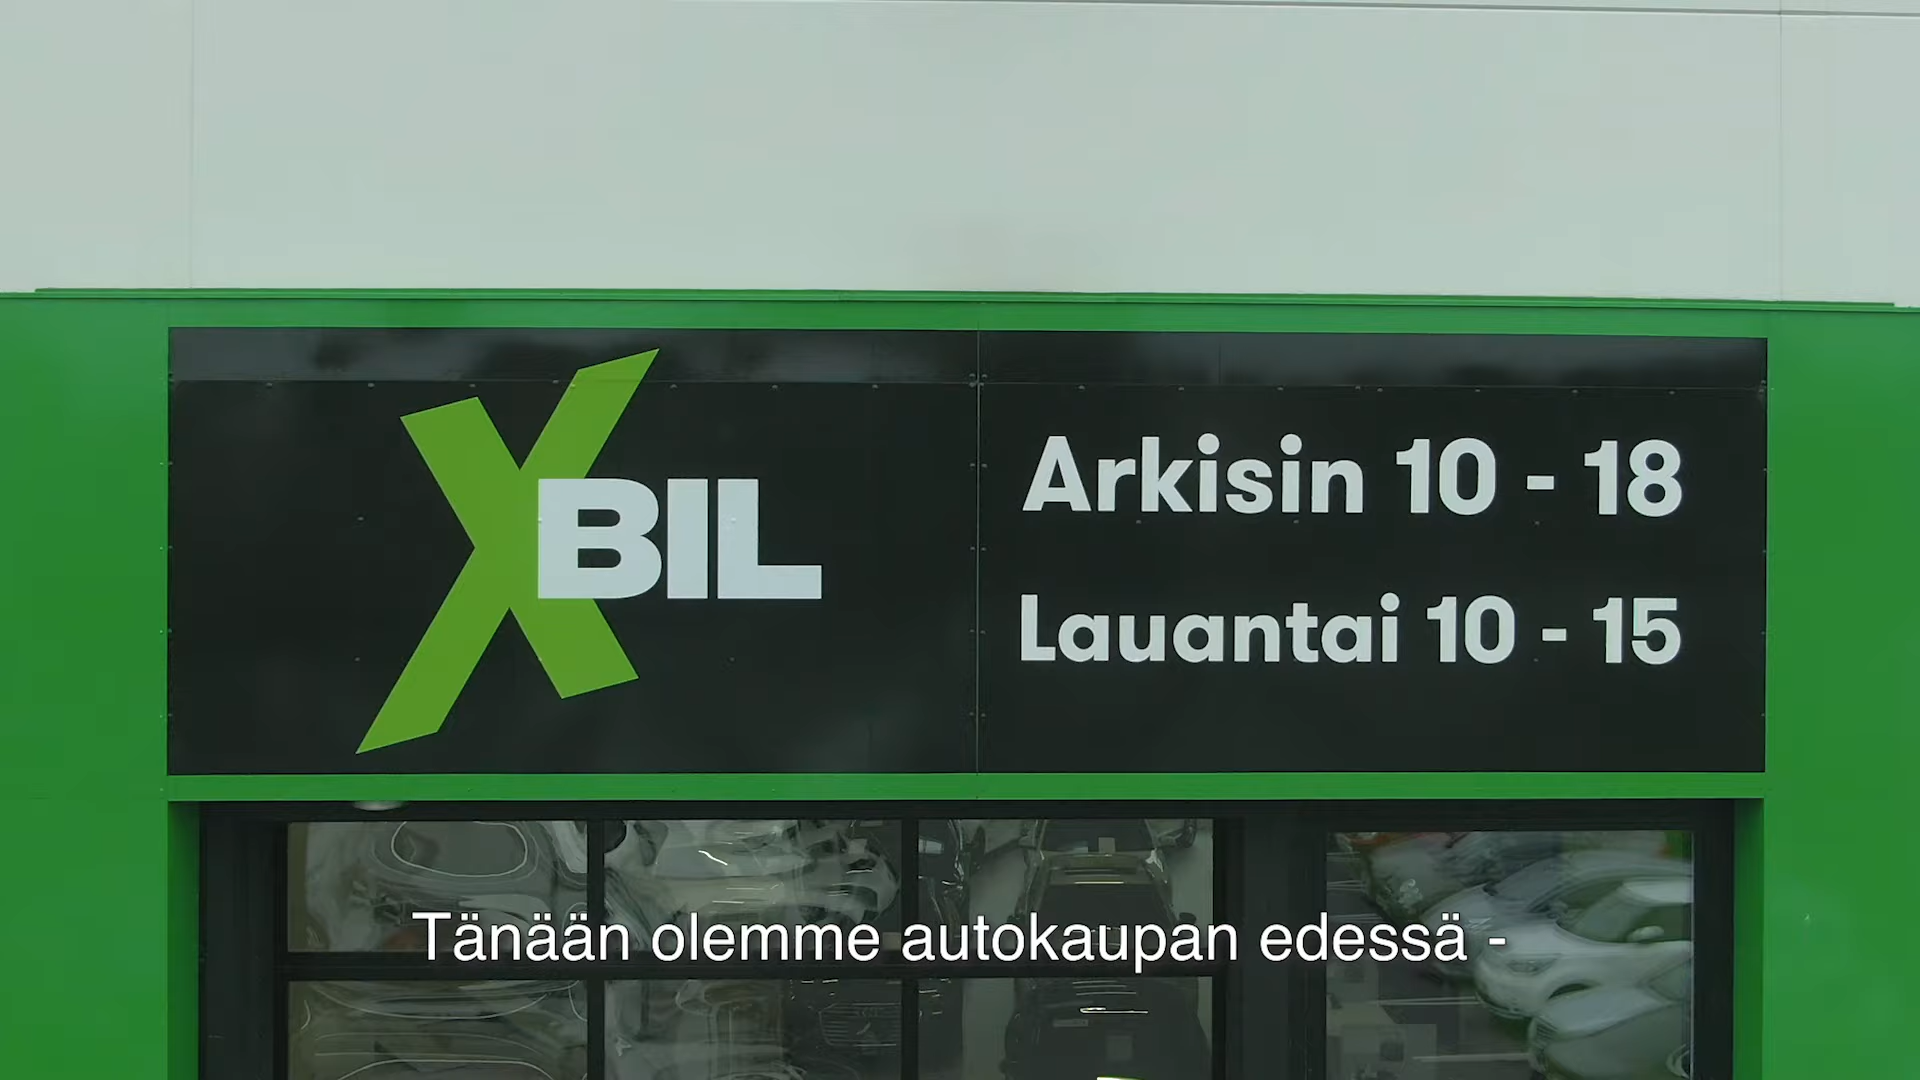 XBIL
Arkisin 10 - 18
Lauantai 10 - 15
Tänään olemme autokaupan edessä -